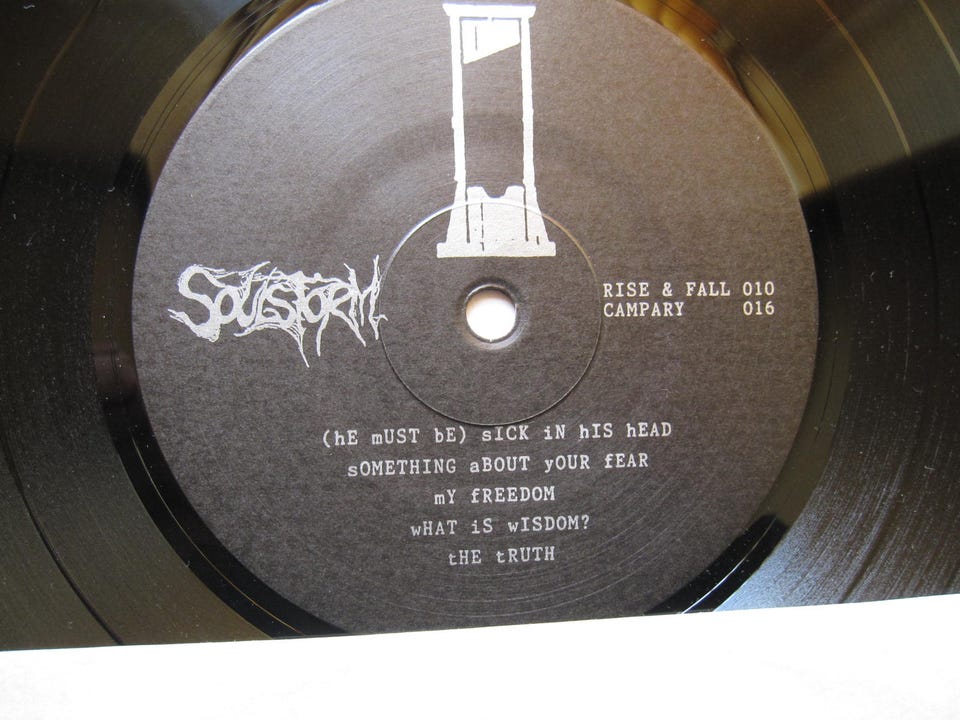 SOULSTORM
RISE & FALL 010
CAMPARY 016
(hE mUST bE) sICK iN hIS hEAD
sOMETHING aBOUT yOUR fEAR
mY fREEDOM
wHAT iS wISDOM?
tHE tRUTH